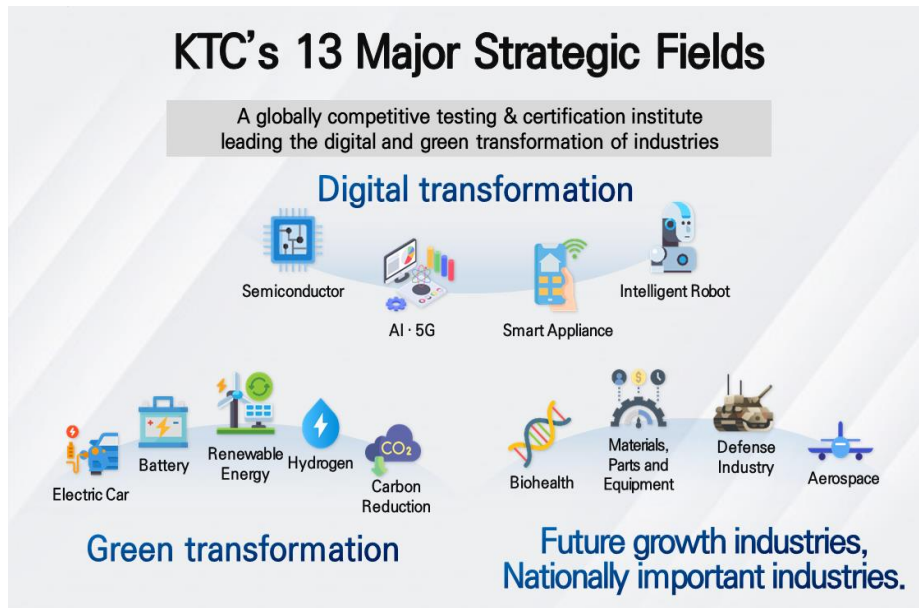 KTC's 13 Major Strategic Fields
A globally competitive testing & certification institute
leading the digital and green transformation of industries
Digital transformation
Semiconductor
AI · 5G
Smart Appliance
Intelligent Robot
Electric Car
Battery
Renewable
Energy
Hydrogen
CO₂
Carbon
Reduction
Green transformation
Biohealth
Materials,
Parts and
Equipment
Defense
Industry
Aerospace
Future growth industries,
Nationally important industries.